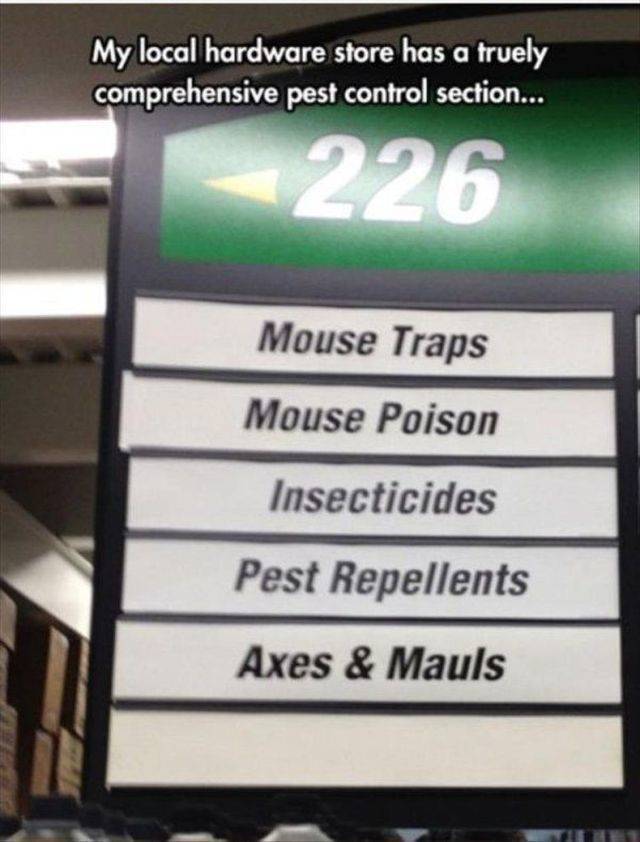 My local hardware store has a truely
comprehensive pest control section...
226
Mouse Traps
Mouse Poison
Insecticides
Pest Repellents
Axes & Mauls